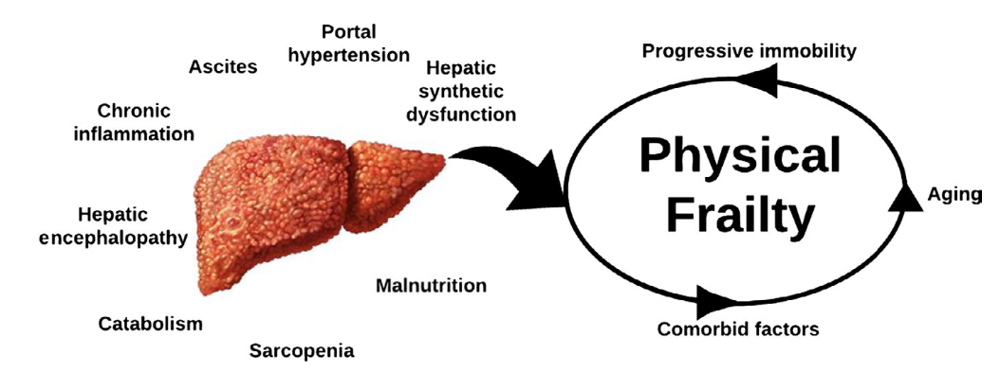 Portal
hypertension
Ascites
Hepatic
synthetic
dysfunction
Chronic
inflammation
Hepatic
encephalopathy
Malnutrition
Catabolism
Sarcopenia
Progressive immobility
Physical
Frailty
Aging
Comorbid factors